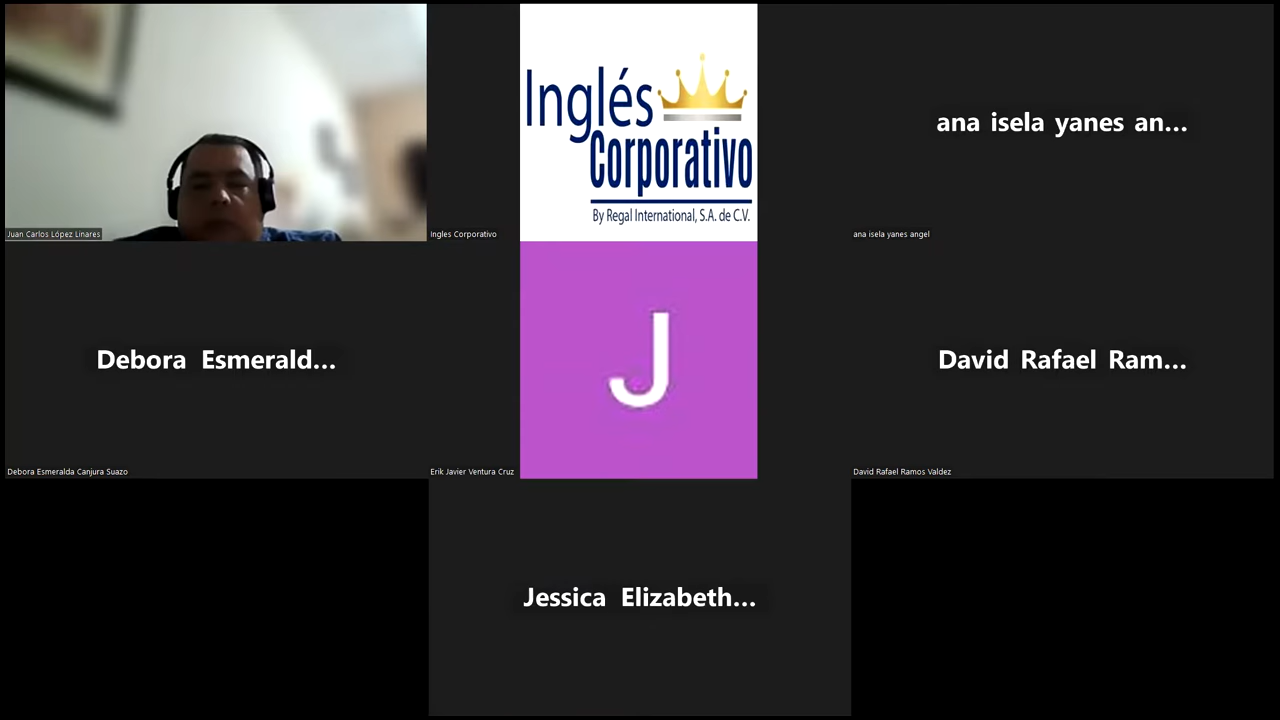 Inglés
Corporativo
By Regal International, S.A. de C.V.
ana isela yanes an...
Juan Carlos López Linares
Ingles Corporativo
ana isela yanes angel
Debora Esmerald...
J
David Rafael Ram...
Debora Esmeralda Canjura Suazo
Erik Javier Ventura Cruz
David Rafael Ramos Valdez
Jessica Elizabeth...